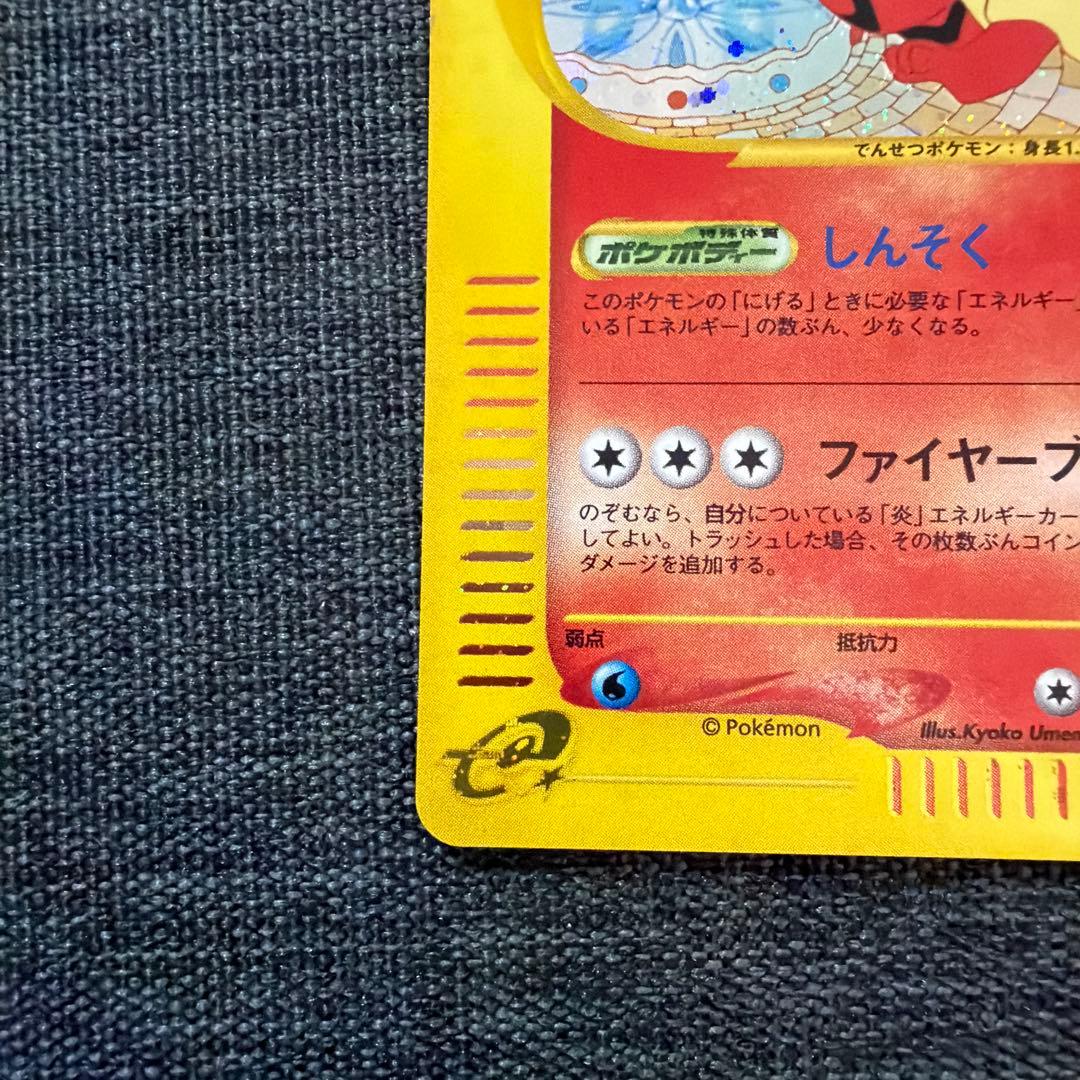 でんせつポケモン：身長1.
特殊体質
ポケボディー しんそく
このポケモンの「にげる」ときに必要な「エネルギー」
いる「エネルギー」の数ぶん、少なくなる。
ファイヤーブ
のぞむなら、自分についている「炎」エネルギーカー
してよい。トラッシュした場合、その枚数ぶんコイン
ダメージを追加する。
弱点 抵抗力
© Pokémon Illus.Kyoko Umem